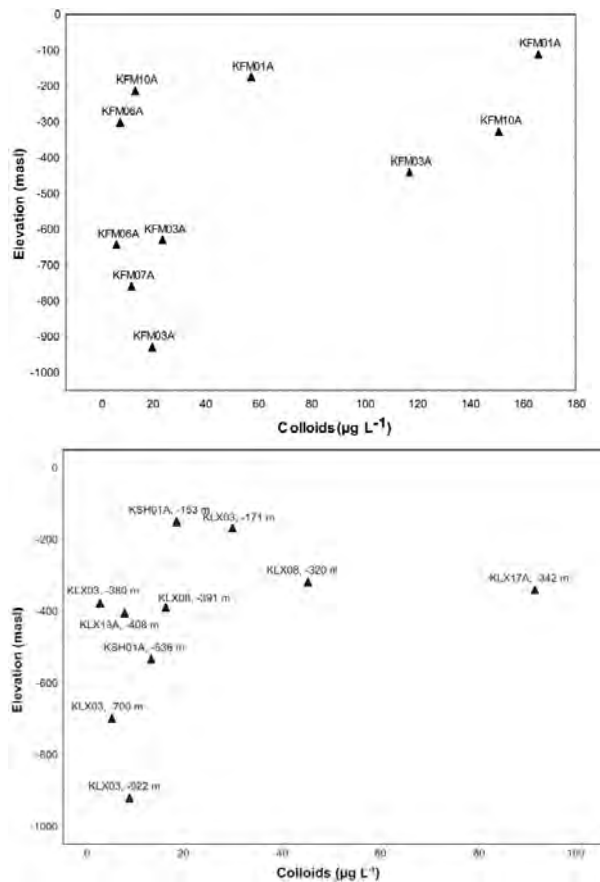 0
-100
-200
-300
-400
-500
-600
-700
-800
-900
-1000
Elevation (masl)
KFM01A
KFM01A
KFM10A
KFM06A
KFM10A
KFM03A
KFM06A
KFM03A
KFM07A
KFM03A
0 20 40 60 80 100 120 140 160 180
Colloids (µg L-1)
0
-200
-400
-600
-800
-1000
Elevation (masl)
KSH01A, -153 m
KLX03, -171 m
KLX08, -320 m
KLX17A, -342 m
KLX03, -380 m
KLX08, -391 m
KLX13A, -408 m
KSH01A, -536 m
KLX03, -700 m
KLX03, -922 m
0 20 40 60 80 100
Colloids (µg L-1)